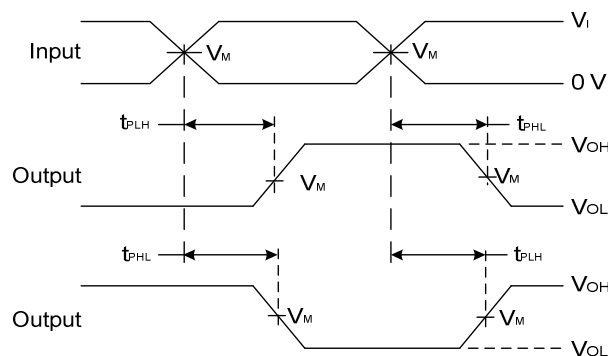 VI
Input VM VM
0 V
tPLH tPHL
VOH
Output VM VM
VOL
tPHL tPLH
VOH
Output VM VM
VOL